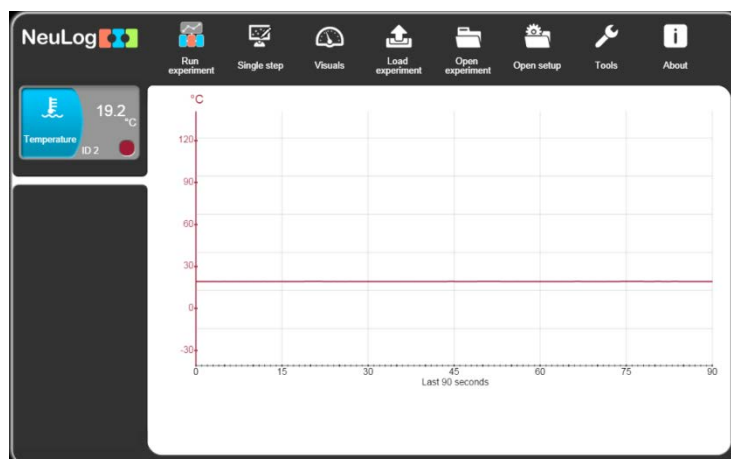 NeuLog
Run
experiment
Single step
Visuals
Load
experiment
Open
experiment
Open setup
Tools
About
i
Temperature
19.2
°C
ID 2
°C
120
90
60
30
0
-30
0 15 30 45 60 75 90
Last 90 seconds